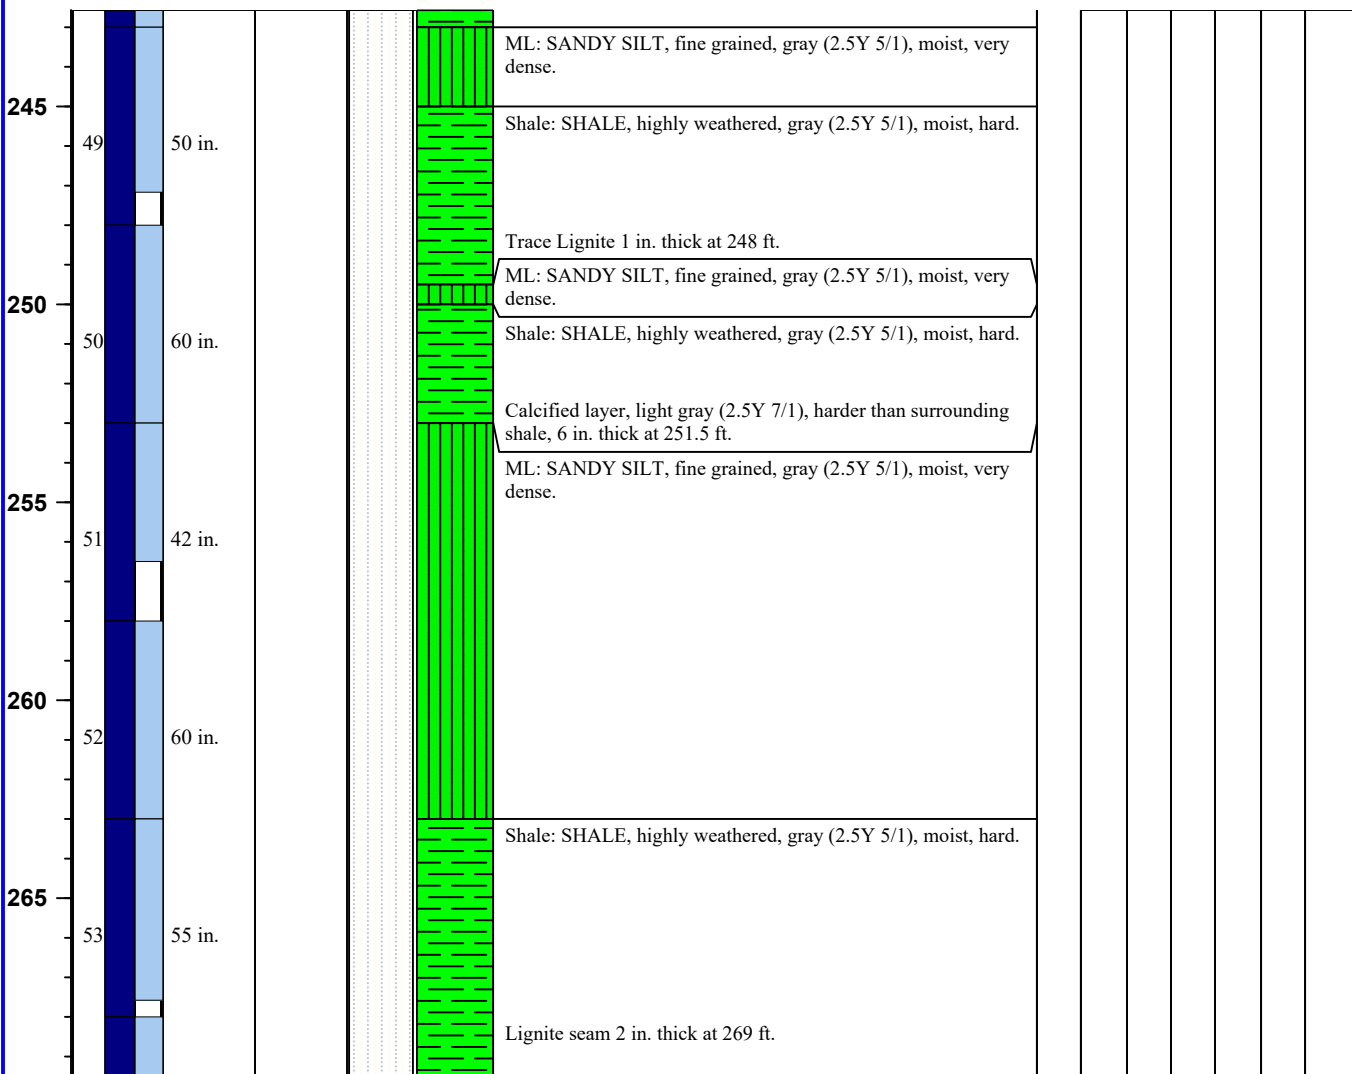 ML: SANDY SILT, fine grained, gray (2.5Y 5/1), moist, very
dense.
245
Shale: SHALE, highly weathered, gray (2.5Y 5/1), moist, hard.
49
50 in.
Trace Lignite 1 in. thick at 248 ft.
ML: SANDY SILT, fine grained, gray (2.5Y 5/1), moist, very
dense.
250
Shale: SHALE, highly weathered, gray (2.5Y 5/1), moist, hard.
50
60 in.
Calcified layer, light gray (2.5Y 7/1), harder than surrounding
shale, 6 in. thick at 251.5 ft.
ML: SANDY SILT, fine grained, gray (2.5Y 5/1), moist, very
dense.
255
51
42 in.
260
52
60 in.
Shale: SHALE, highly weathered, gray (2.5Y 5/1), moist, hard.
265
53
55 in.
Lignite seam 2 in. thick at 269 ft.